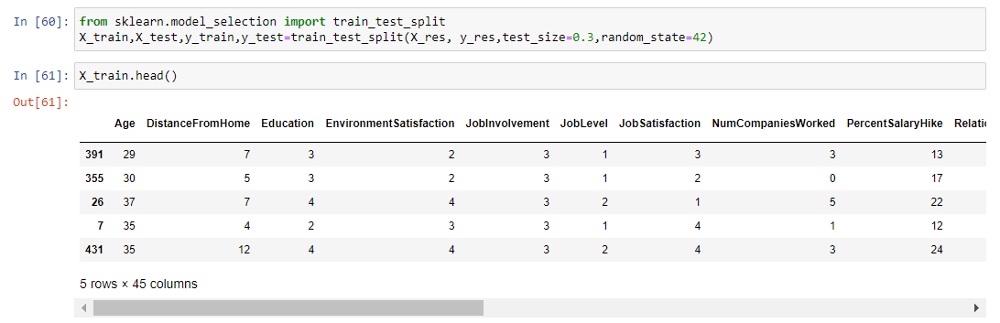 In [60]: from sklearn.model_selection import train_test_split
X_train,X_test,y_train,y_test=train_test_split(X_res, y_res,test_size=0.3,random_state=42)
In [61]: X_train.head()
Out[61]:
Age DistanceFromHome Education EnvironmentSatisfaction JobInvolvement JobLevel JobSatisfaction NumCompaniesWorked PercentSalaryHike Relatio
391 29 7 3 2 3 1 3 3 13
355 30 5 3 2 3 1 2 0 17
26 37 7 4 4 3 2 1 5 22
7 35 4 2 3 3 1 4 1 12
431 35 12 4 4 3 2 4 3 24
5 rows × 45 columns